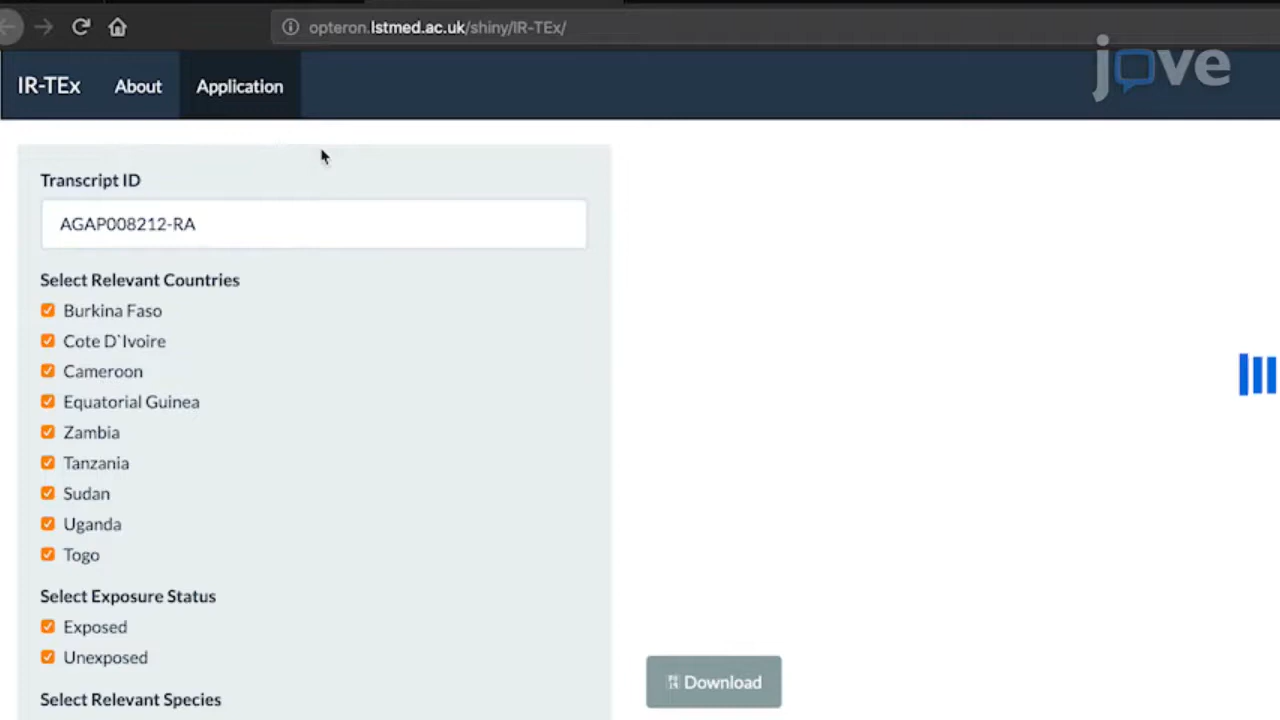 opteron.lstmed.ac.uk/shiny/IR-TEx/
IR-TEx About Application
jove
Transcript ID
AGAP008212-RA
Select Relevant Countries
Burkina Faso
Cote D`Ivoire
Cameroon
Equatorial Guinea
Zambia
Tanzania
Sudan
Uganda
Togo
Select Exposure Status
Exposed
Unexposed
Select Relevant Species
Download